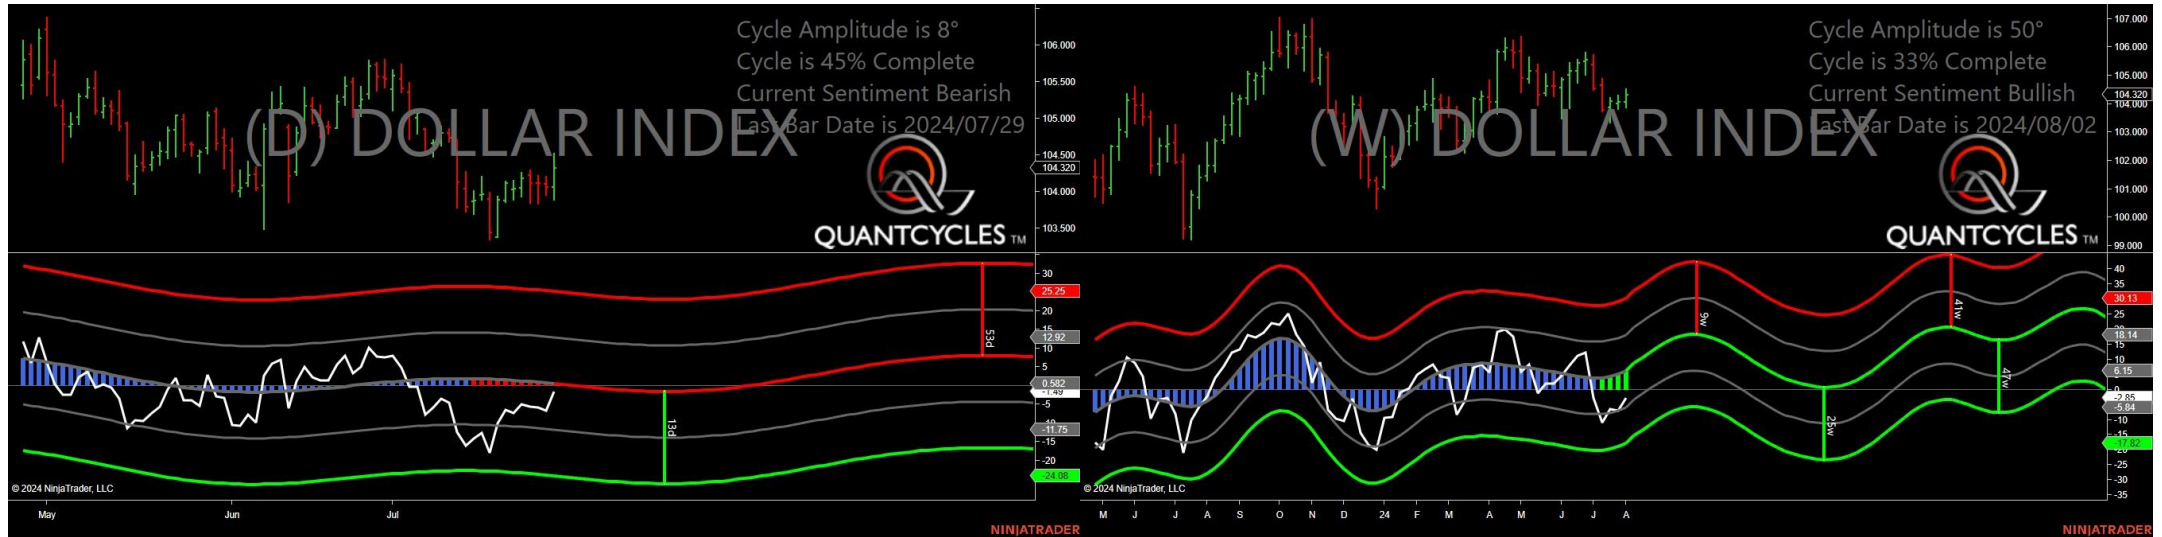 Cycle Amplitude is 8°
Cycle is 45% Complete
Current Sentiment Bearish
Last Bar Date is 2024/07/29
(D) DOLLAR INDEX
QUANTCYCLES TM
106.000
105.500
105.000
104.500
104.320
104.000
103.500
30
25.25
20
15
12.92
10
5
0.582
-1.49
-5
-11.75
-15
-20
-24.08
53d
13d
© 2024 NinjaTrader, LLC
May Jun Jul
NINJATRADER
Cycle Amplitude is 50°
Cycle is 33% Complete
Current Sentiment Bullish
Last Bar Date is 2024/08/02
(W) DOLLAR INDEX
QUANTCYCLES TM
107.000
106.000
105.000
104.320
104.000
103.000
102.000
101.000
100.000
99.000
40
35
30.13
25
20
18.14
15
10
6.15
0
-2.85
-5.84
-10
-15
-17.82
-20
-25
-30
-35
9w
25w
41w
47w
© 2024 NinjaTrader, LLC
M J J A S O N D 24 F M A M J J A
NINJATRADER